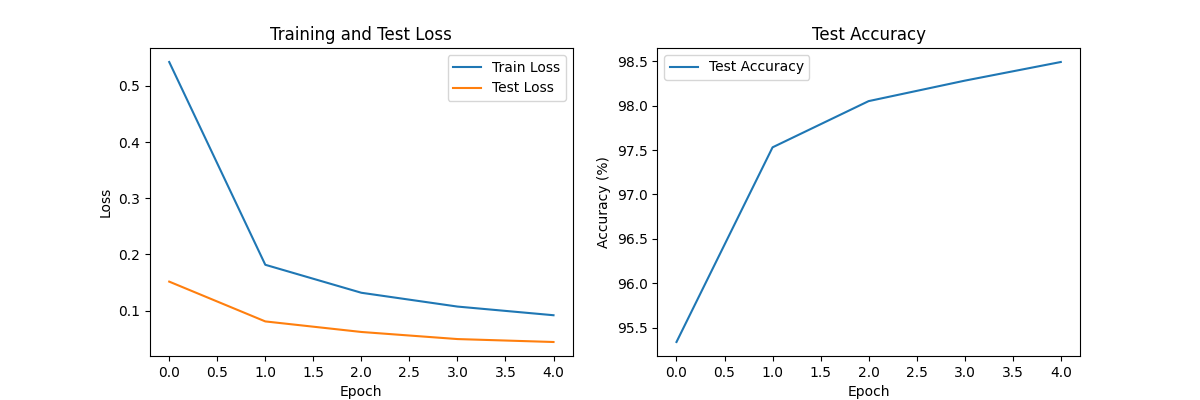 Training and Test Loss
Train Loss
Test Loss
0.5
0.4
0.3
0.2
0.1
Loss
0.0 0.5 1.0 1.5 2.0 2.5 3.0 3.5 4.0
Epoch
Test Accuracy
Test Accuracy
98.5
98.0
97.5
97.0
96.5
96.0
95.5
Accuracy (%)
0.0 0.5 1.0 1.5 2.0 2.5 3.0 3.5 4.0
Epoch